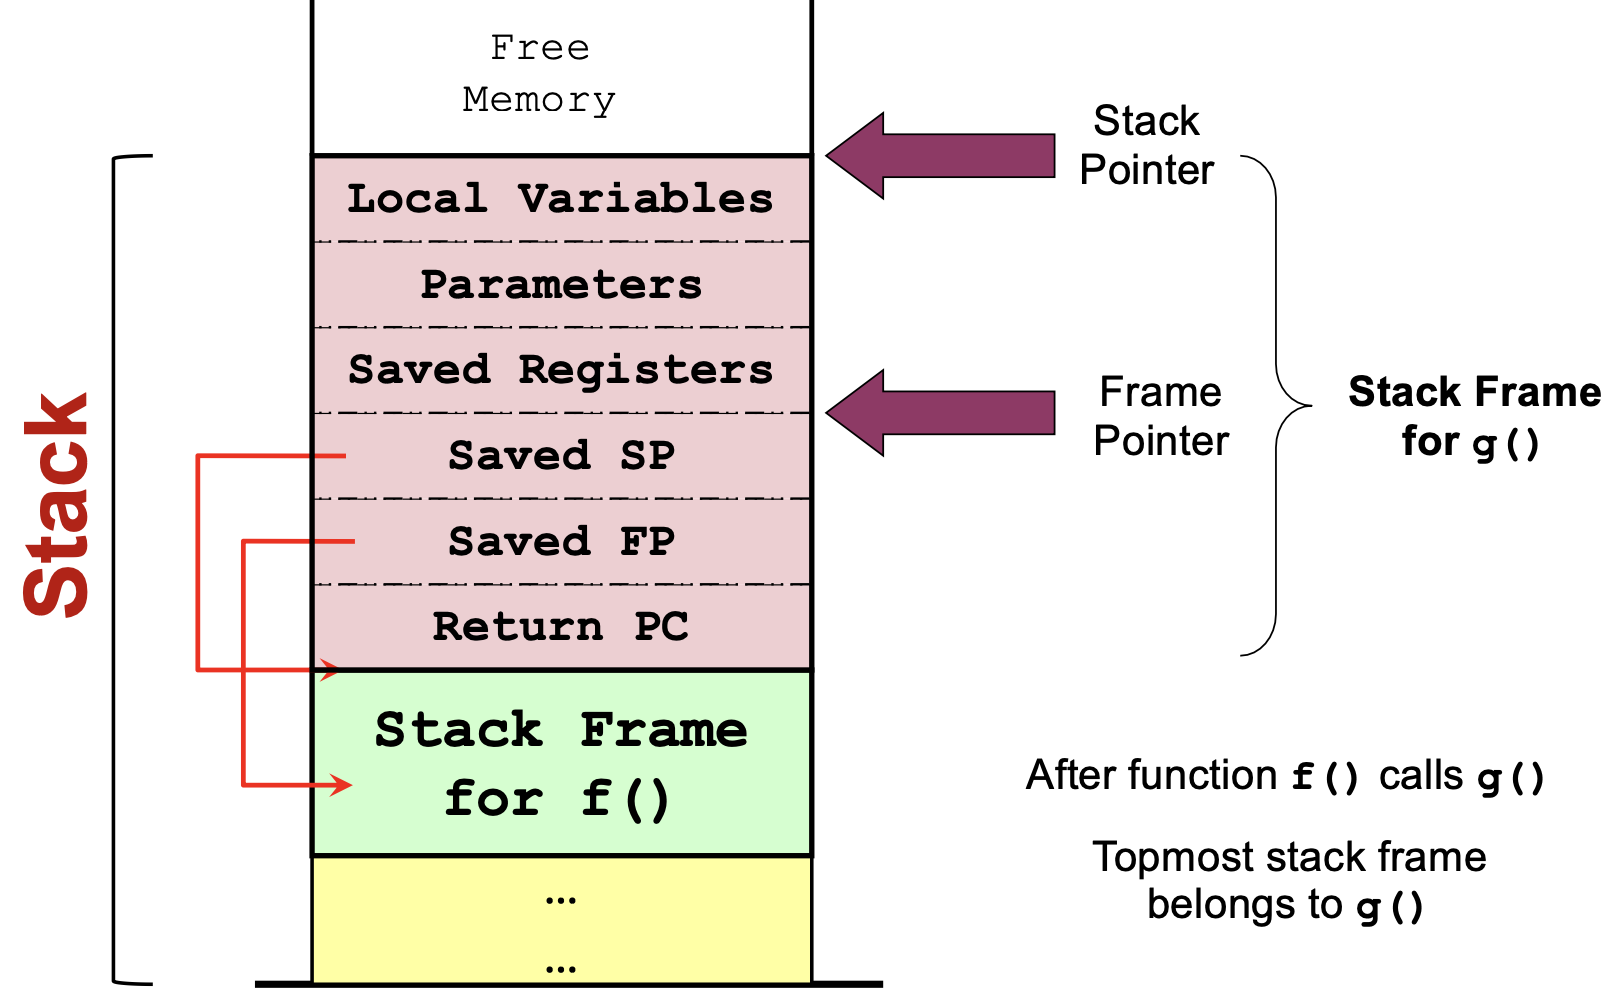 Free
Memory
Stack
Pointer
Local Variables
Parameters
Saved Registers
Frame
Pointer
Stack Frame
for g()
Saved SP
Saved FP
Return PC
Stack
Stack Frame
for f()
After function f() calls g()
Topmost stack frame
belongs to g()
…
…